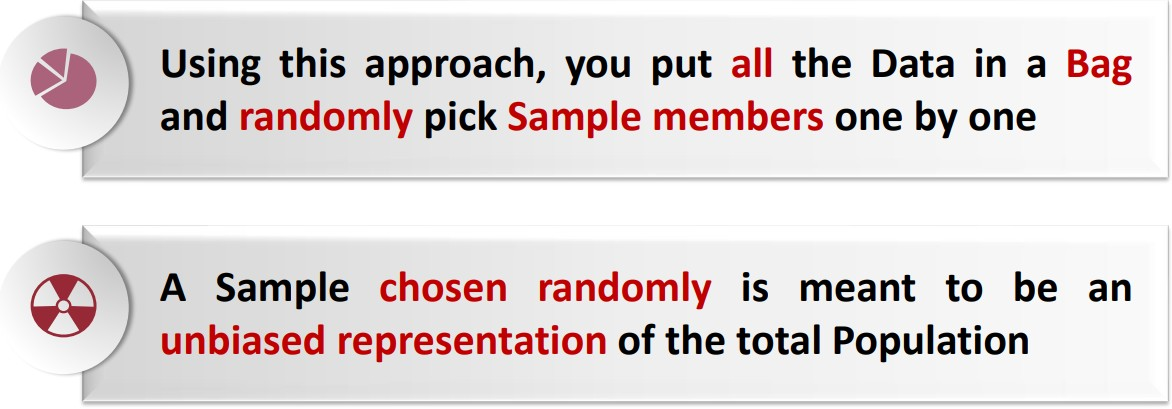 Using this approach, you put all the Data in a Bag
and randomly pick Sample members one by one
A Sample chosen randomly is meant to be an
unbiased representation of the total Population